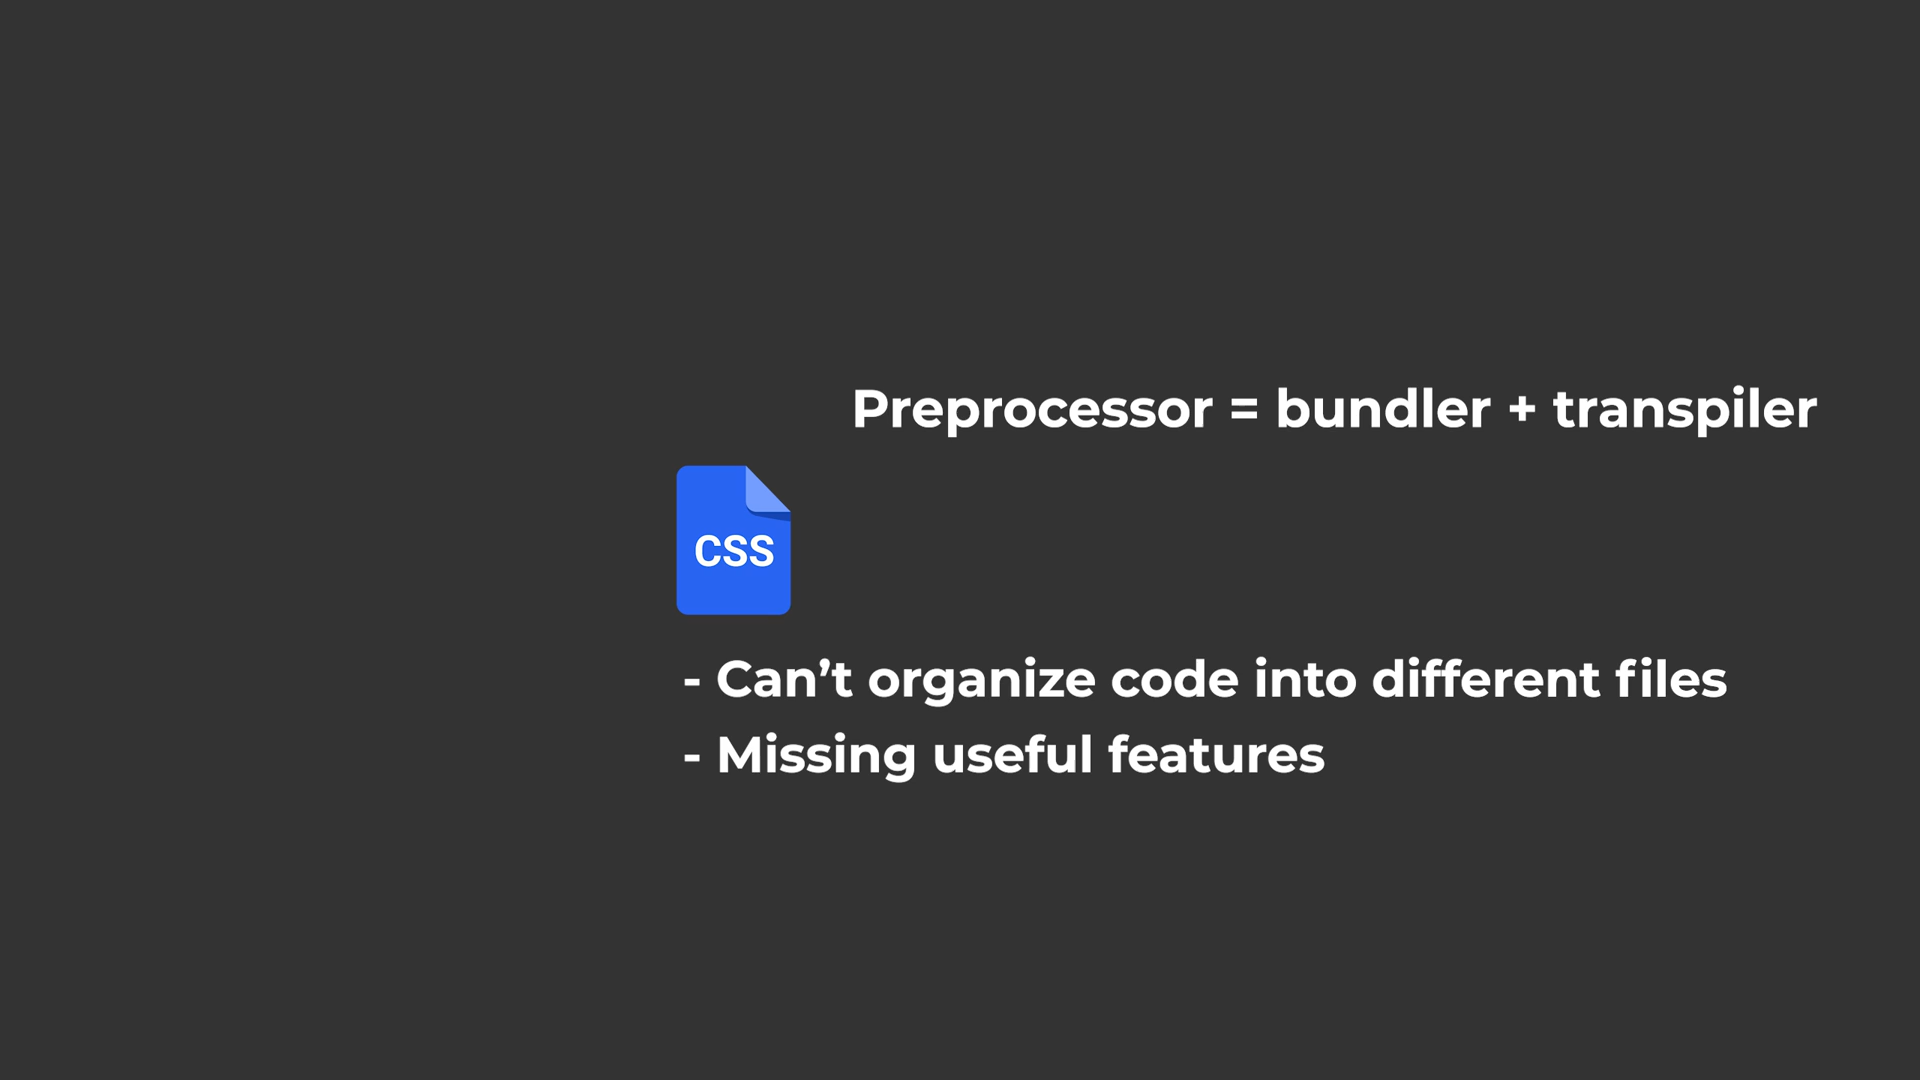 Preprocessor = bundler + transpiler
CSS
- Can’t organize code into different files
- Missing useful features